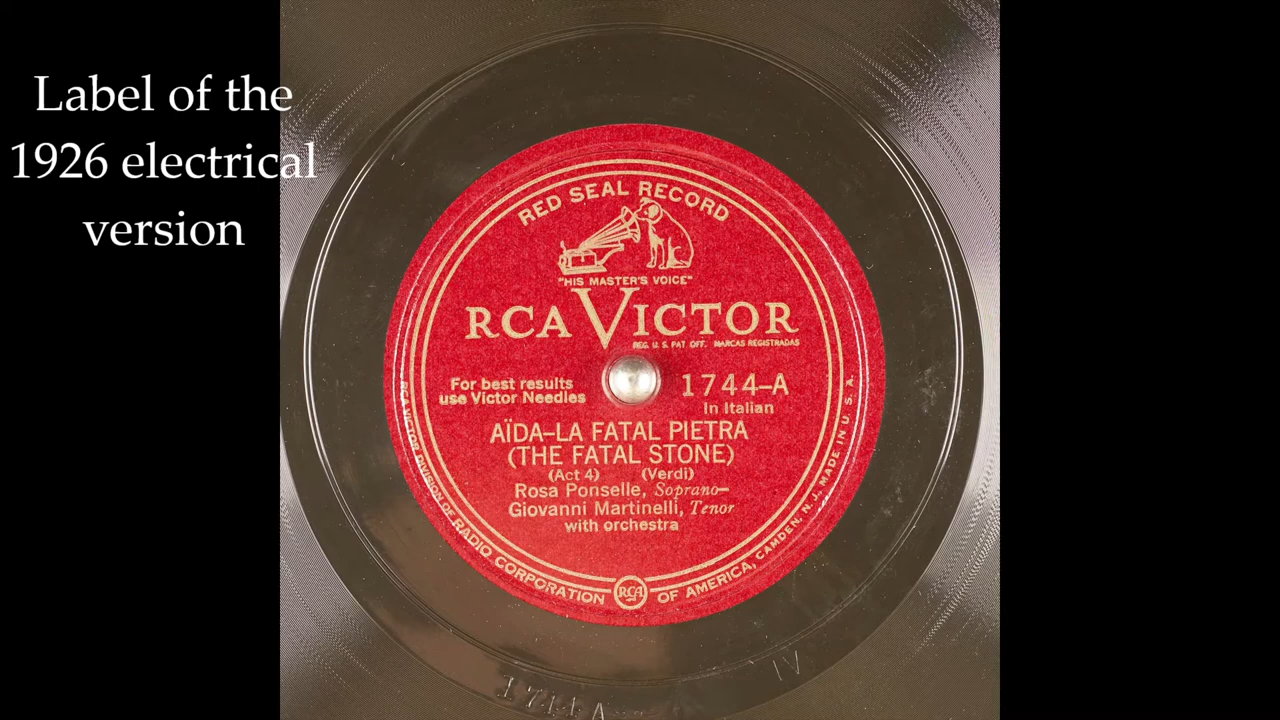 Label of the
1926 electrical
version
RED SEAL RECORD
"HIS MASTER'S VOICE"
RCA VICTOR
REG. U. S. PAT. OFF. MARCAS REGISTRADAS
For best results
use Victor Needles
1744–A
In Italian
AÏDA–LA FATAL PIETRA
(THE FATAL STONE)
(Act 4) (Verdi)
Rosa Ponselle, Soprano–
Giovanni Martinelli, Tenor
with orchestra
RCA VICTOR DIVISION OF RADIO CORPORATION RCA OF AMERICA, CAMDEN, N. J., MADE IN U. S. A.
IV
1744 A